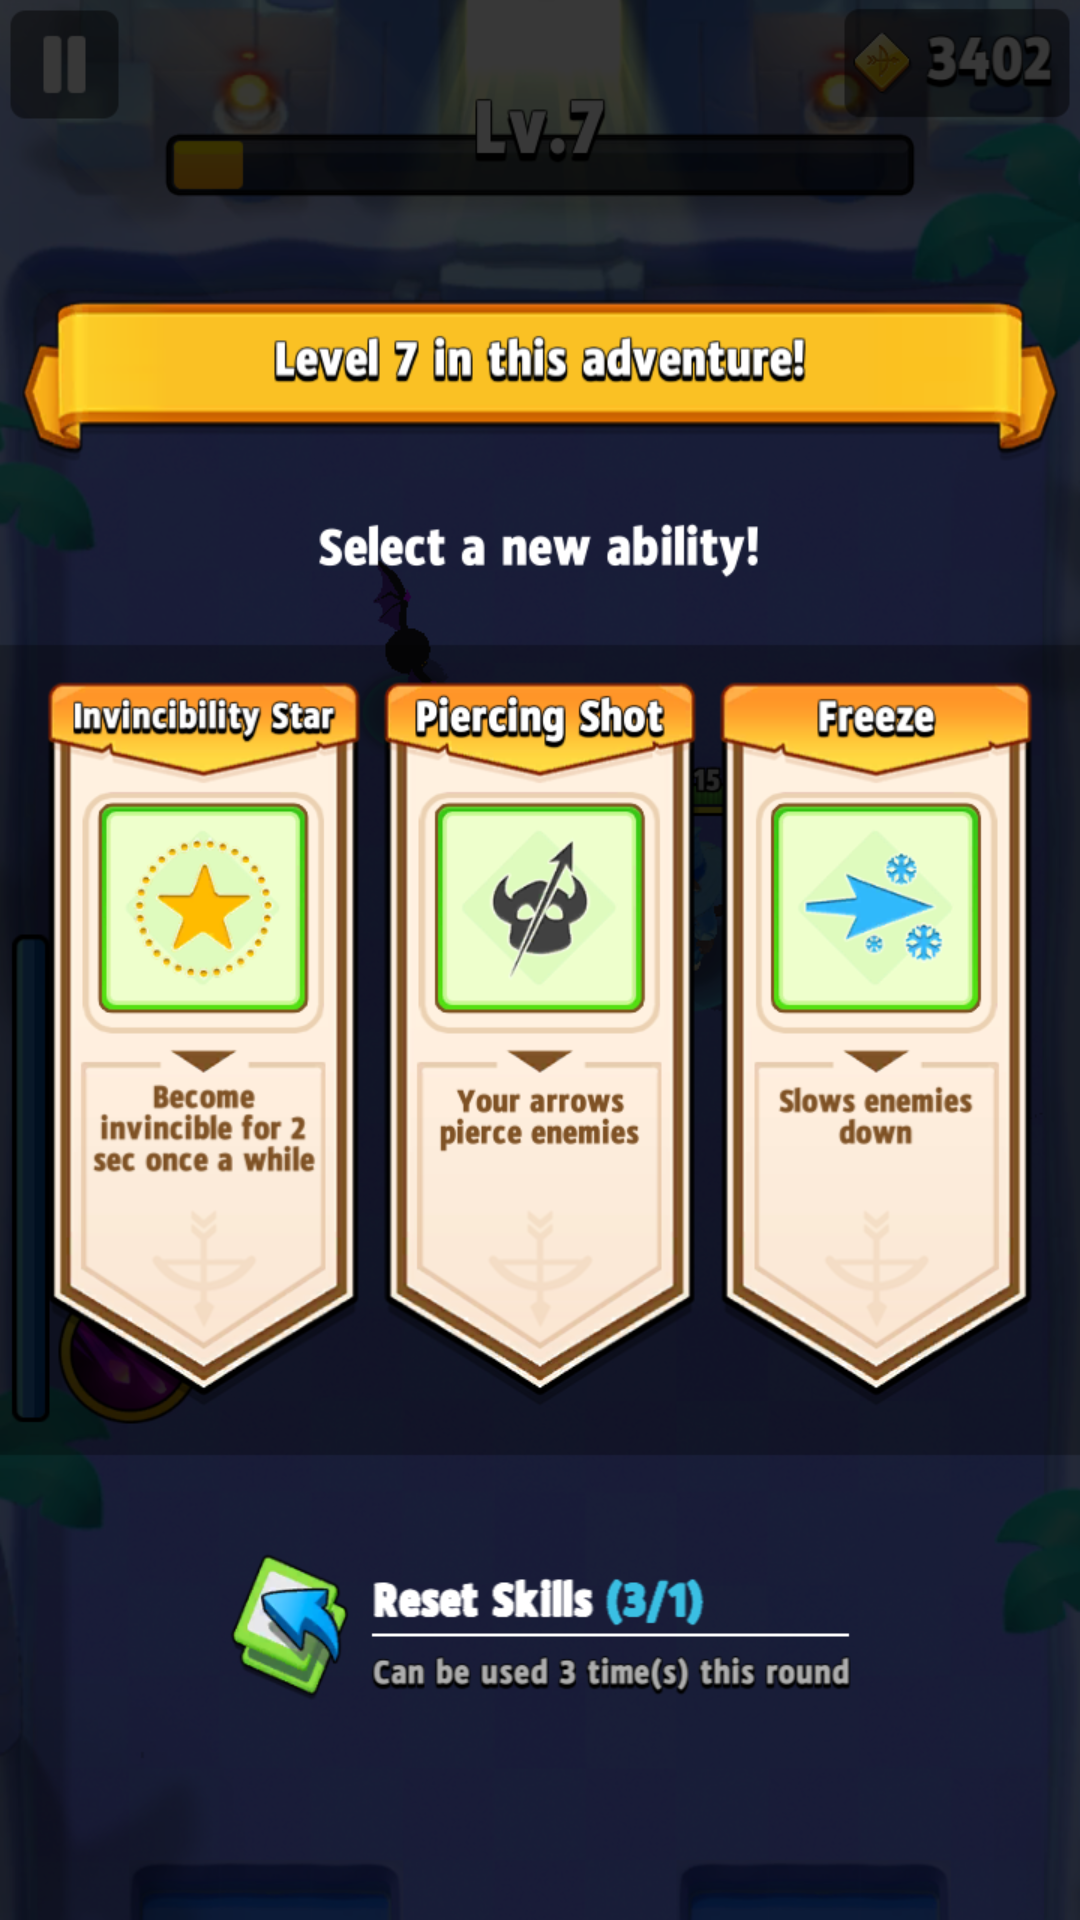 3402
Lv.7
Level 7 in this adventure!
Select a new ability!
Invincibility Star
Piercing Shot
Freeze
15
Become
invincible for 2
sec once a while
Your arrows
pierce enemies
Slows enemies
down
Reset Skills (3/1)
Can be used 3 time(s) this round